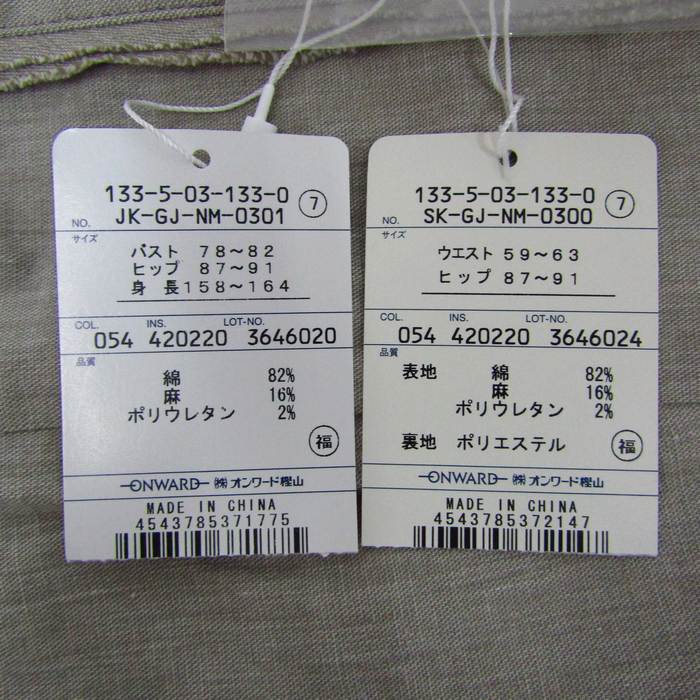 133-5-03-133-0
NO. JK-GJ-NM-0301 7
サイズ
バスト 78～82
ヒップ 87～91
身長158～164
COL. INS. LOT-NO.
054 420220 3646020
品質
綿 82%
麻 16%
ポリウレタン 2%
福
ONWARD ㈱オンワード樫山
MADE IN CHINA
4543785371775
133-5-03-133-0
NO. SK-GJ-NM-0300 7
サイズ
ウエスト 59～63
ヒップ 87～91
COL. INS. LOT-NO.
054 420220 3646024
品質
表地 綿 82%
麻 16%
ポリウレタン 2%
裏地 ポリエステル 福
ONWARD ㈱オンワード樫山
MADE IN CHINA
4543785372147